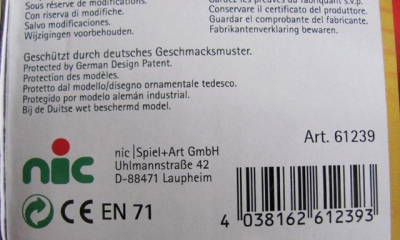 Sous réserve de modifications.
Con riserva di modifiche.
Salvo modificaciones.
Wijzigingen voorbehouden.
preuves du fabriquant s.v.p.
Conservare il certificato del produttore.
Guardar el comprobante del fabricante.
Fabrikantenverklaring bewaren.
Geschützt durch deutsches Geschmacksmuster.
Protected by German Design Patent.
Protection des modèles.
Protetto dal modello/disegno ornamentale tedesco.
Protegido por modelo alemán industrial.
Bij de Duitse wet beschermd model.
Art. 61239
nic
nic | Spiel+Art GmbH
Uhlmannstraße 42
D-88471 Laupheim
CE EN 71
4 038162 612393